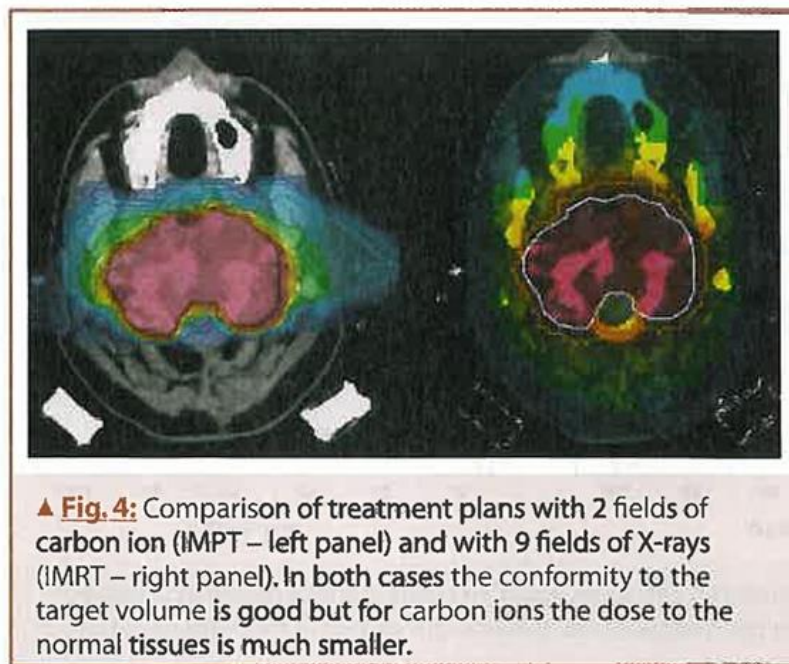 ▲ Fig. 4: Comparison of treatment plans with 2 fields of
carbon ion (IMPT – left panel) and with 9 fields of X-rays
(IMRT – right panel). In both cases the conformity to the
target volume is good but for carbon ions the dose to the
normal tissues is much smaller.